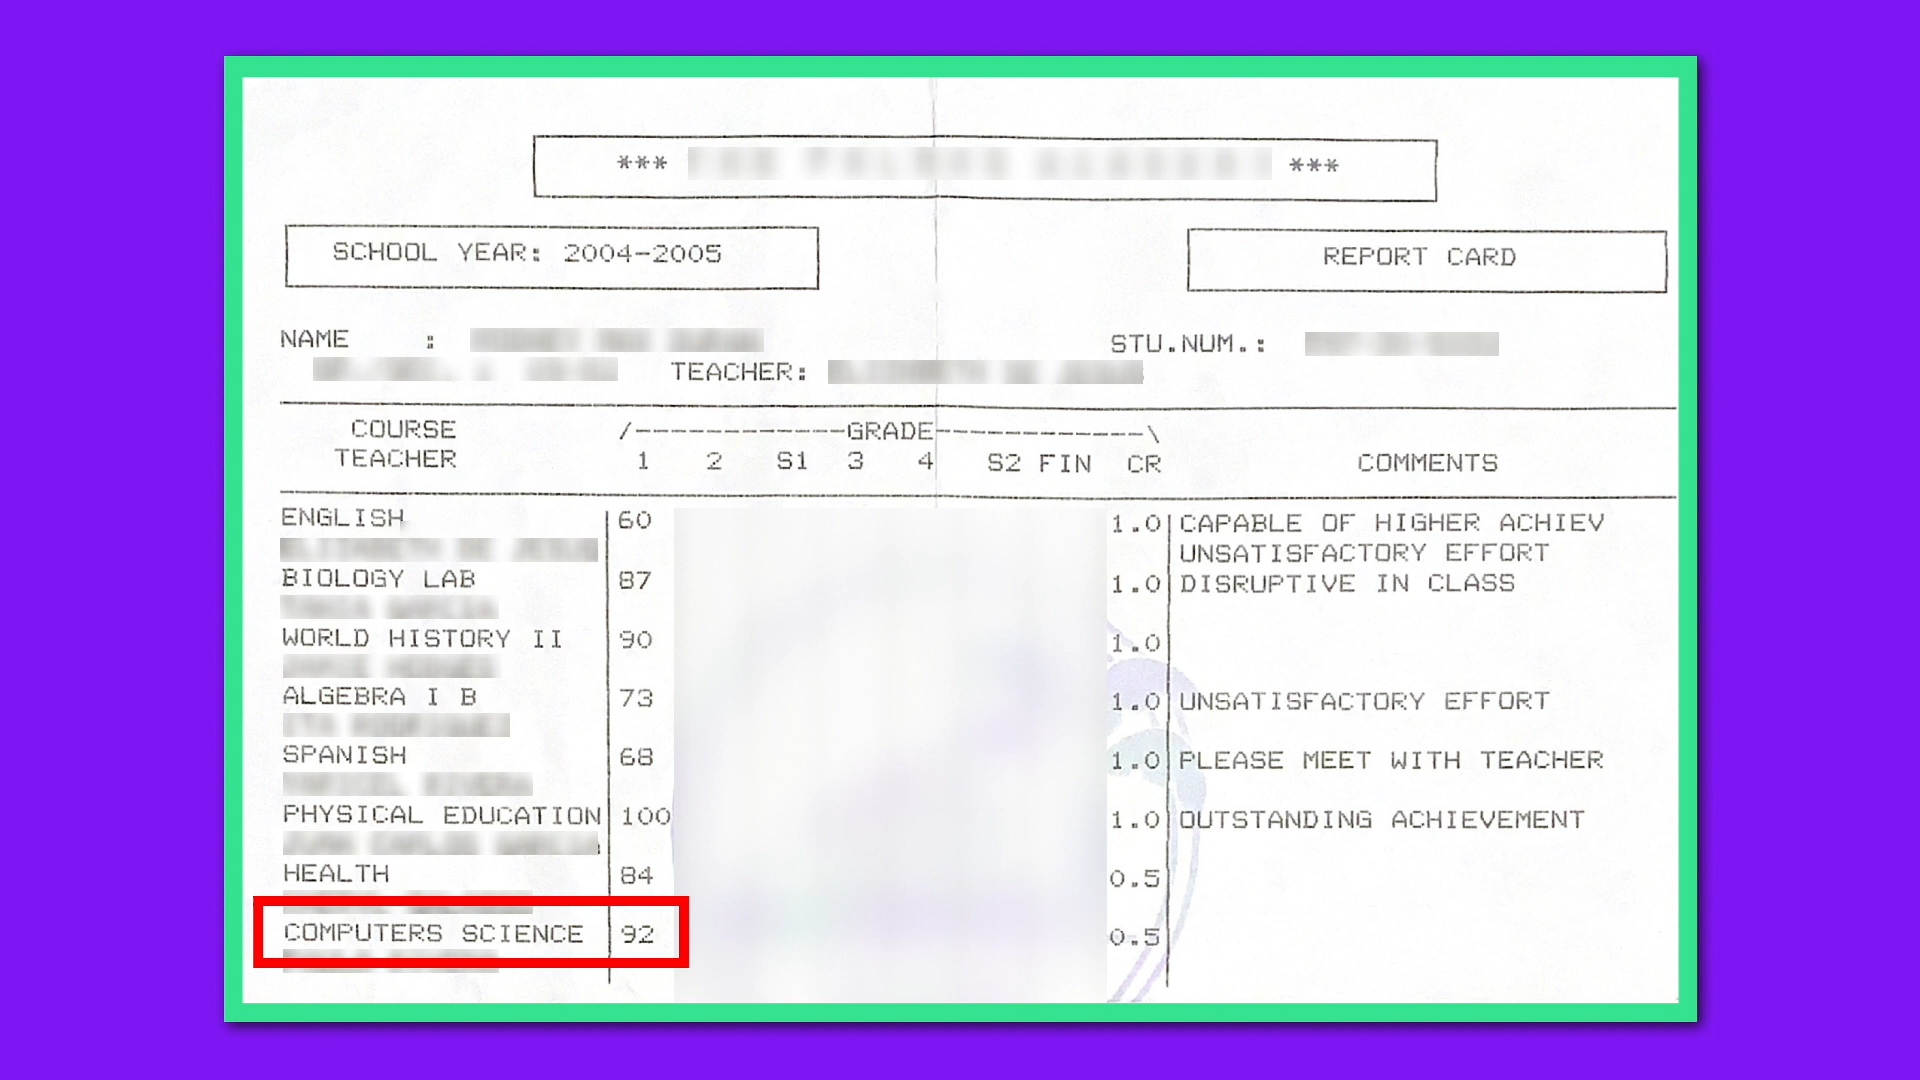 *** ***
SCHOOL YEAR: 2004-2005
REPORT CARD
NAME : STU.NUM.:
TEACHER:
COURSE /------------GRADE------------\
TEACHER 1 2 S1 3 4 S2 FIN CR COMMENTS
ENGLISH 60 1.0 CAPABLE OF HIGHER ACHIEV
UNSATISFACTORY EFFORT
BIOLOGY LAB 87 1.0 DISRUPTIVE IN CLASS
WORLD HISTORY II 90 1.0
ALGEBRA I B 73 1.0 UNSATISFACTORY EFFORT
SPANISH 68 1.0 PLEASE MEET WITH TEACHER
PHYSICAL EDUCATION 100 1.0 OUTSTANDING ACHIEVEMENT
HEALTH 84 0.5
COMPUTERS SCIENCE 92 0.5